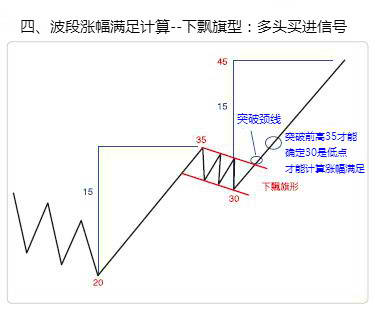 四、波段涨幅满足计算--下飘旗型：多头买进信号
45
15
突破颈线
35
突破前高35才能
确定30是低点
才能计算涨幅满足
15
下飘旗形
30
20